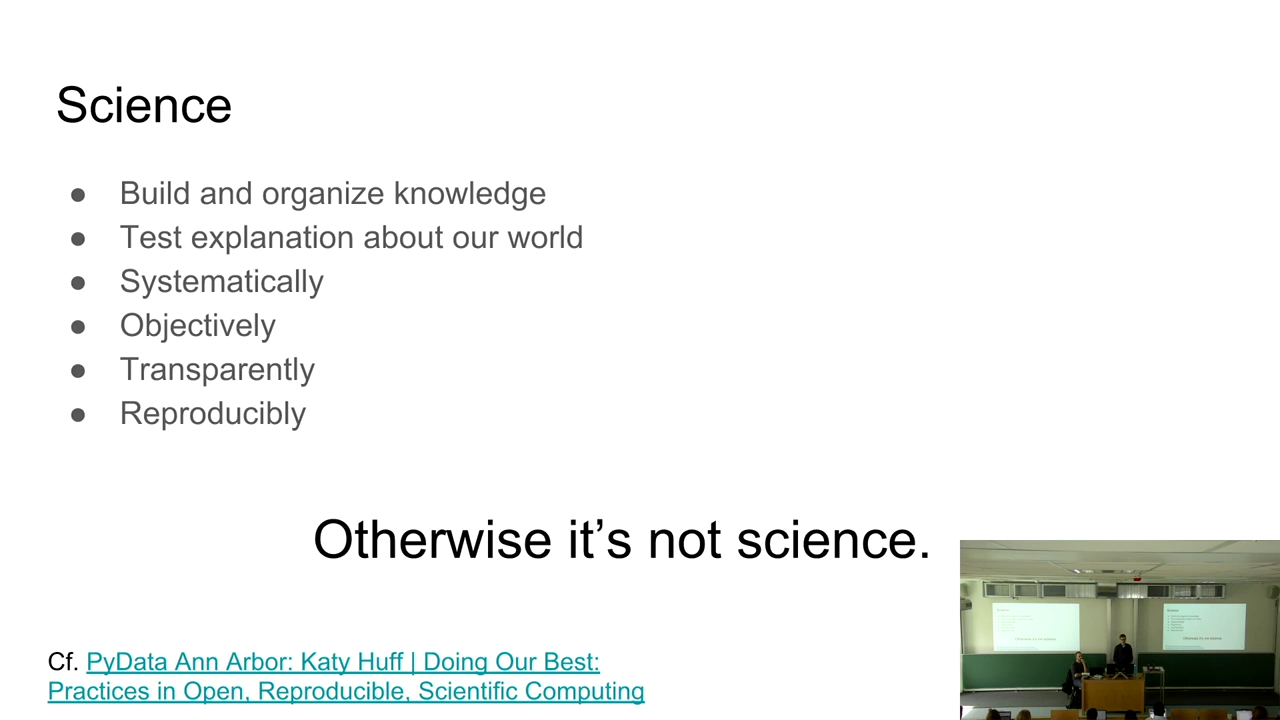 Science
● Build and organize knowledge
● Test explanation about our world
● Systematically
● Objectively
● Transparently
● Reproducibly
Otherwise it’s not science.
Cf. PyData Ann Arbor: Katy Huff | Doing Our Best:
Practices in Open, Reproducible, Scientific Computing